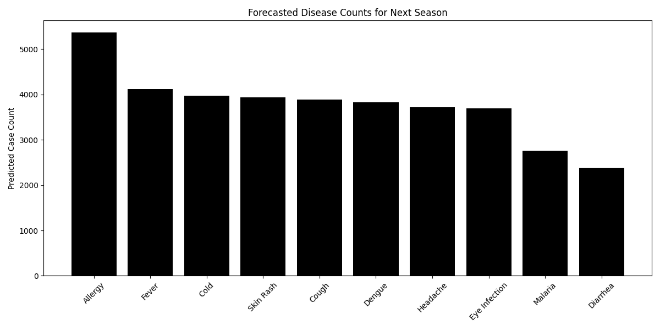 Forecasted Disease Counts for Next Season
Predicted Case Count
5000
4000
3000
2000
1000
0
Allergy
Fever
Cold
Skin Rash
Cough
Dengue
Headache
Eye Infection
Malaria
Diarrhea